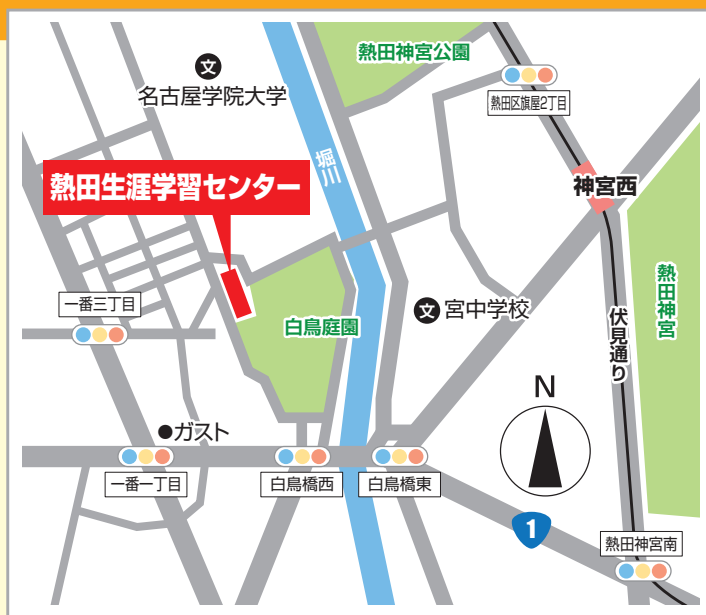 文
名古屋学院大学
熱田神宮公園
熱田区旗屋2丁目
堀川
神宮西
熱田生涯学習センター
熱田神宮
一番三丁目
白鳥庭園
文 宮中学校
伏見通り
N
●ガスト
一番一丁目
白鳥橋西
白鳥橋東
1
熱田神宮南